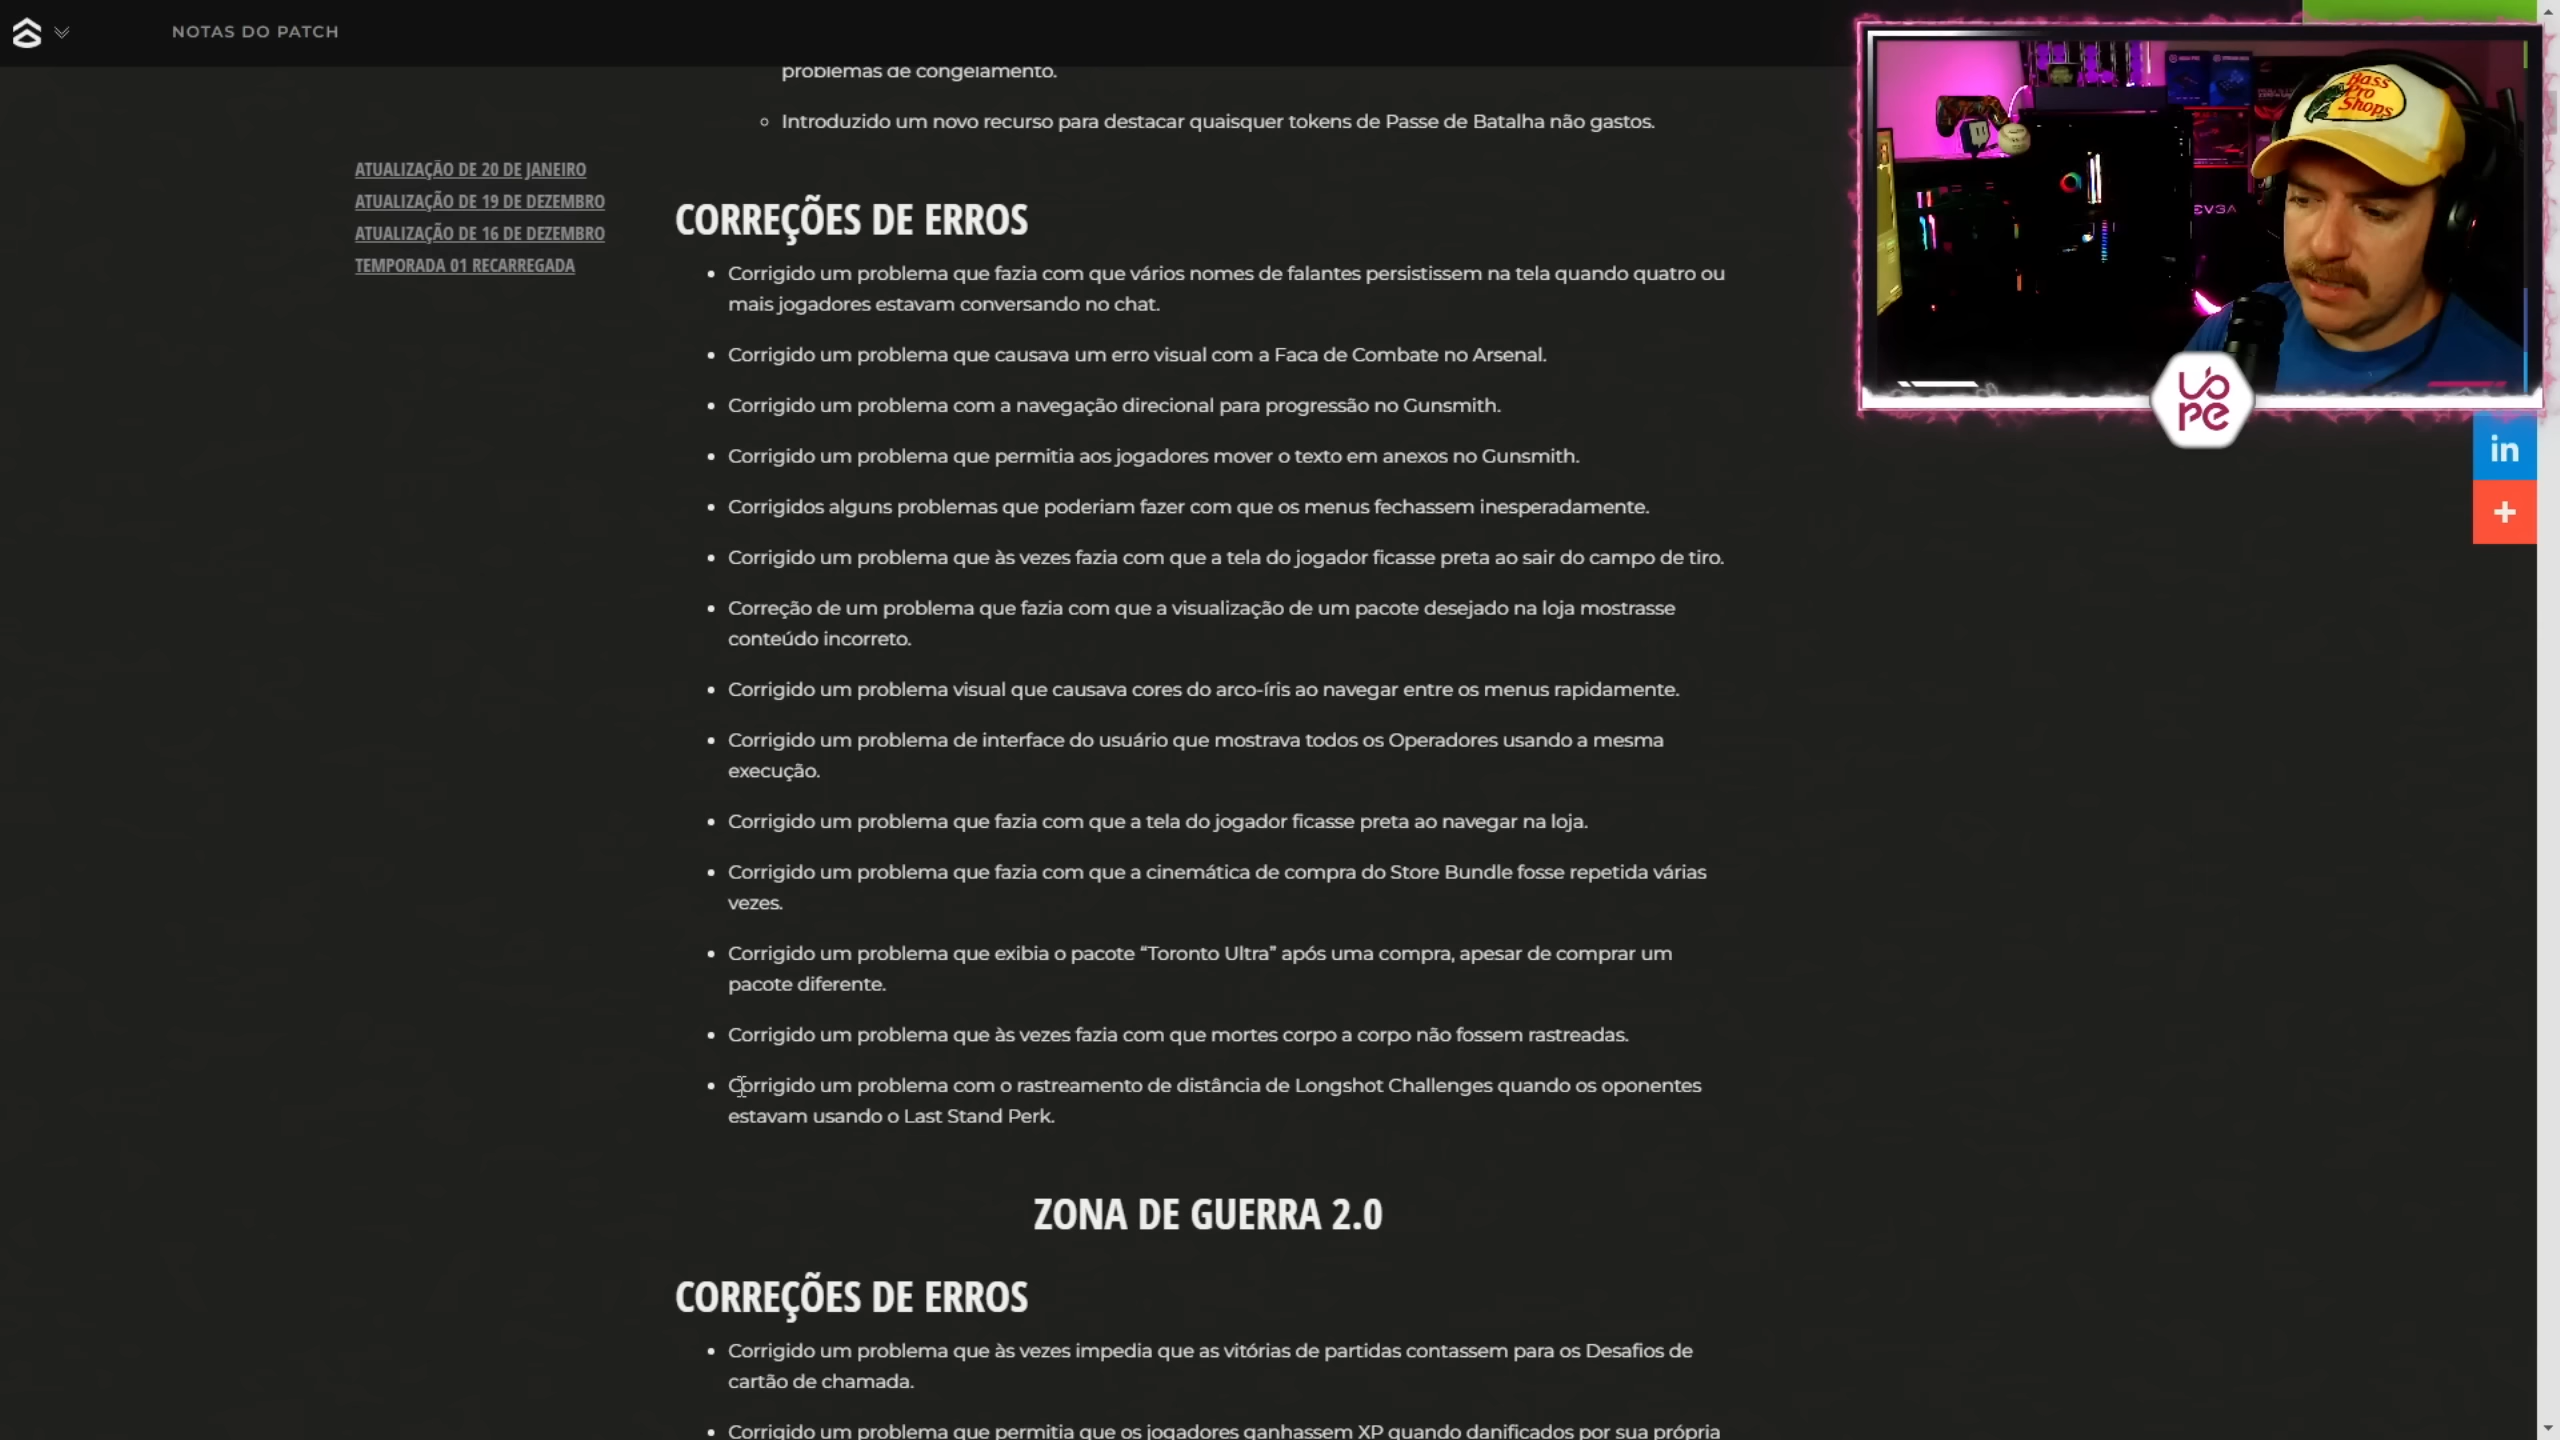 NOTAS DO PATCH
problemas de congelamento.
Introduzido um novo recurso para destacar quaisquer tokens de Passe de Batalha não gastos.
ATUALIZAÇÃO DE 20 DE JANEIRO
ATUALIZAÇÃO DE 19 DE DEZEMBRO
ATUALIZAÇÃO DE 16 DE DEZEMBRO
TEMPORADA 01 RECARREGADA
CORREÇÕES DE ERROS
Corrigido um problema que fazia com que vários nomes de falantes persistissem na tela quando quatro ou
mais jogadores estavam conversando no chat.
Corrigido um problema que causava um erro visual com a Faca de Combate no Arsenal.
Corrigido um problema com a navegação direcional para progressão no Gunsmith.
Corrigido um problema que permitia aos jogadores mover o texto em anexos no Gunsmith.
Corrigidos alguns problemas que poderiam fazer com que os menus fechassem inesperadamente.
Corrigido um problema que às vezes fazia com que a tela do jogador ficasse preta ao sair do campo de tiro.
Correção de um problema que fazia com que a visualização de um pacote desejado na loja mostrasse
conteúdo incorreto.
Corrigido um problema visual que causava cores do arco-íris ao navegar entre os menus rapidamente.
Corrigido um problema de interface do usuário que mostrava todos os Operadores usando a mesma
execução.
Corrigido um problema que fazia com que a tela do jogador ficasse preta ao navegar na loja.
Corrigido um problema que fazia com que a cinemática de compra do Store Bundle fosse repetida várias
vezes.
Corrigido um problema que exibia o pacote “Toronto Ultra” após uma compra, apesar de comprar um
pacote diferente.
Corrigido um problema que às vezes fazia com que mortes corpo a corpo não fossem rastreadas.
Corrigido um problema com o rastreamento de distância de Longshot Challenges quando os oponentes
estavam usando o Last Stand Perk.
ZONA DE GUERRA 2.0
CORREÇÕES DE ERROS
Corrigido um problema que às vezes impedia que as vitórias de partidas contassem para os Desafios de
cartão de chamada.
Corrigido um problema que permitia que os jogadores ganhassem XP quando danificados por sua própria
Bass
Pro
Shops
EVGA
in
+